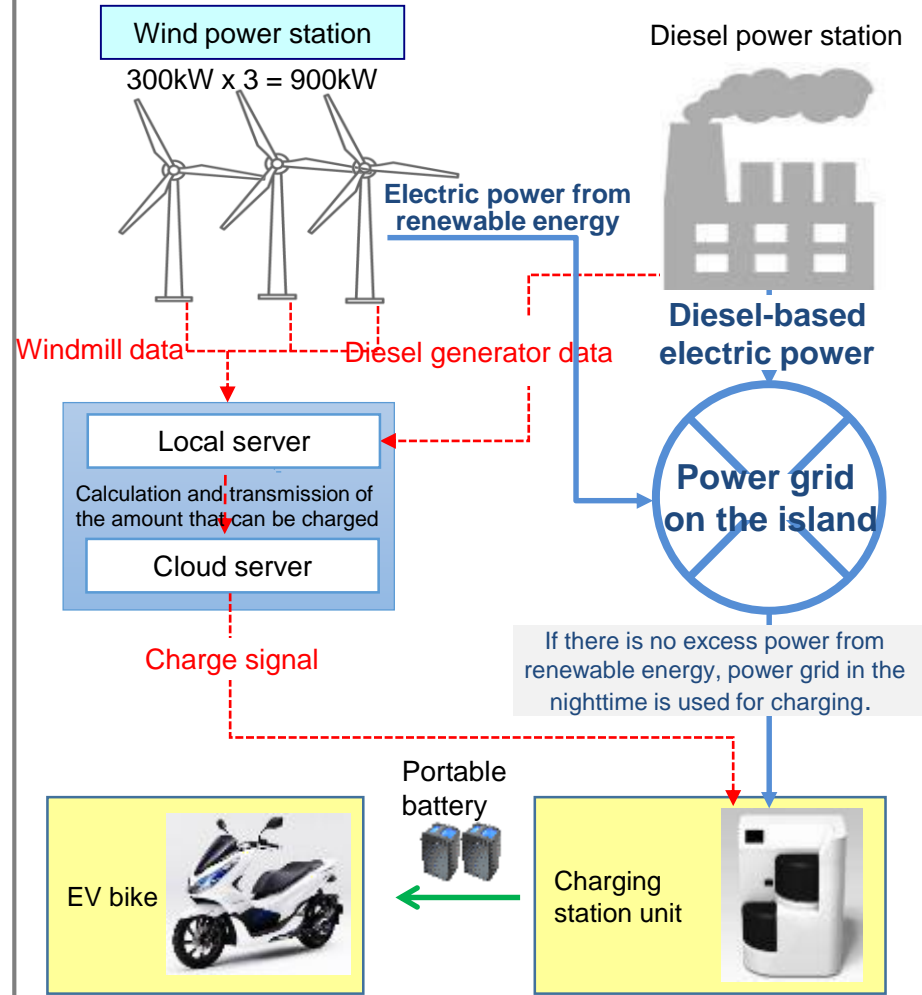 Wind power station
300kW x 3 = 900kW
Diesel power station
Electric power from
renewable energy
Windmill data
Diesel generator data
Diesel-based
electric power
Local server
Calculation and transmission of
the amount that can be charged
Cloud server
Power grid
on the island
Charge signal
If there is no excess power from
renewable energy, power grid in the
nighttime is used for charging.
Portable
battery
EV bike
Charging
station unit